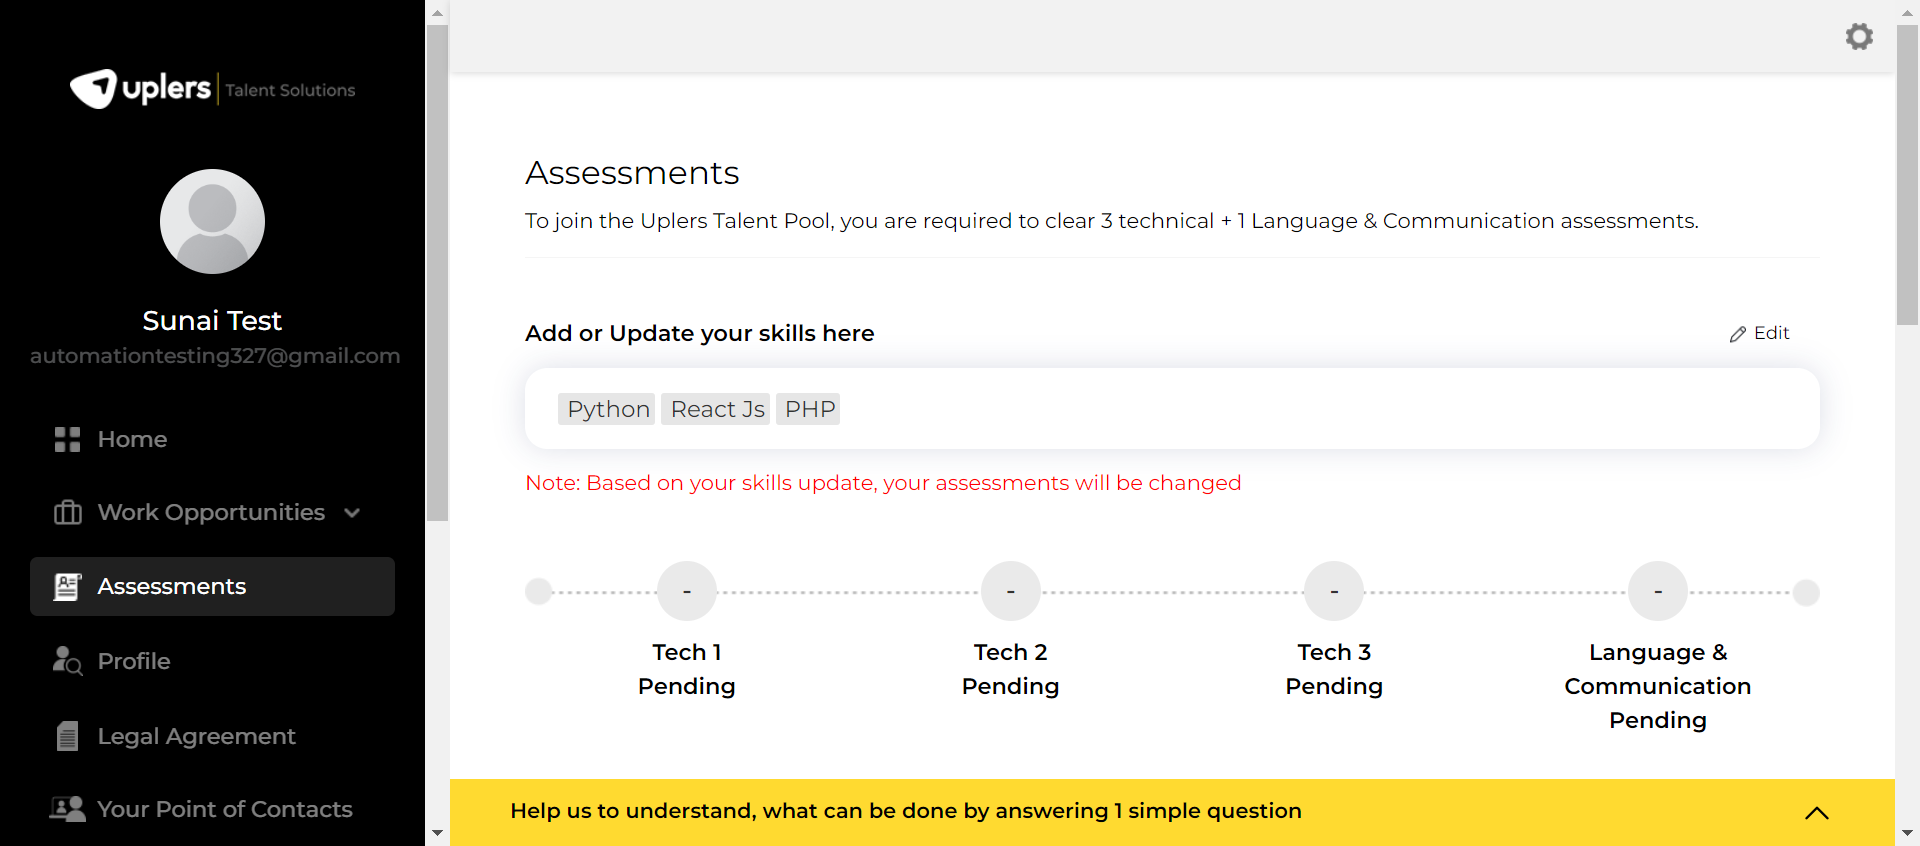 uplers | Talent Solutions
Sunai Test
automationtesting327@gmail.com
Home
Work Opportunities
Assessments
Profile
Legal Agreement
Your Point of Contacts
Assessments
To join the Uplers Talent Pool, you are required to clear 3 technical + 1 Language & Communication assessments.
Add or Update your skills here
Edit
Python React Js PHP
Note: Based on your skills update, your assessments will be changed
- - - -
Tech 1
Pending
Tech 2
Pending
Tech 3
Pending
Language &
Communication
Pending
Help us to understand, what can be done by answering 1 simple question